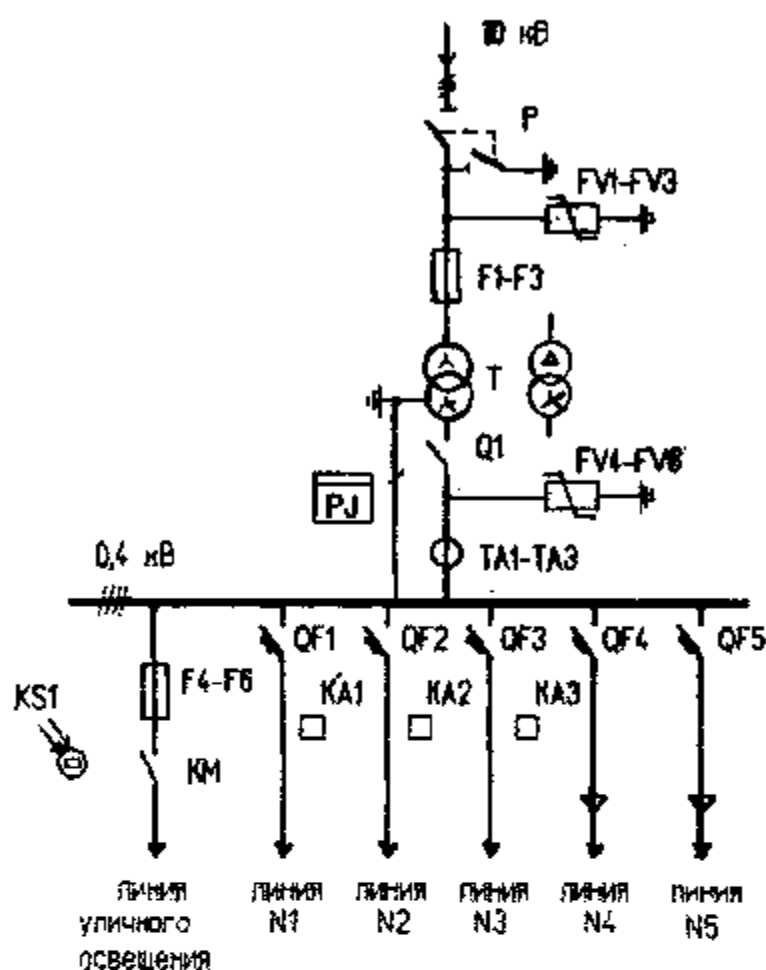 10 кВ
P
FV1-FV3
F1-F3
T
Q1
FV4-FV6
PJ
TA1-TA3
0,4 кВ
QF1
QF2
QF3
QF4
QF5
F4-F6
KA1
KA2
KA3
KS1
KM
линия уличного освещения
линия N1
линия N2
линия N3
линия N4
линия N5